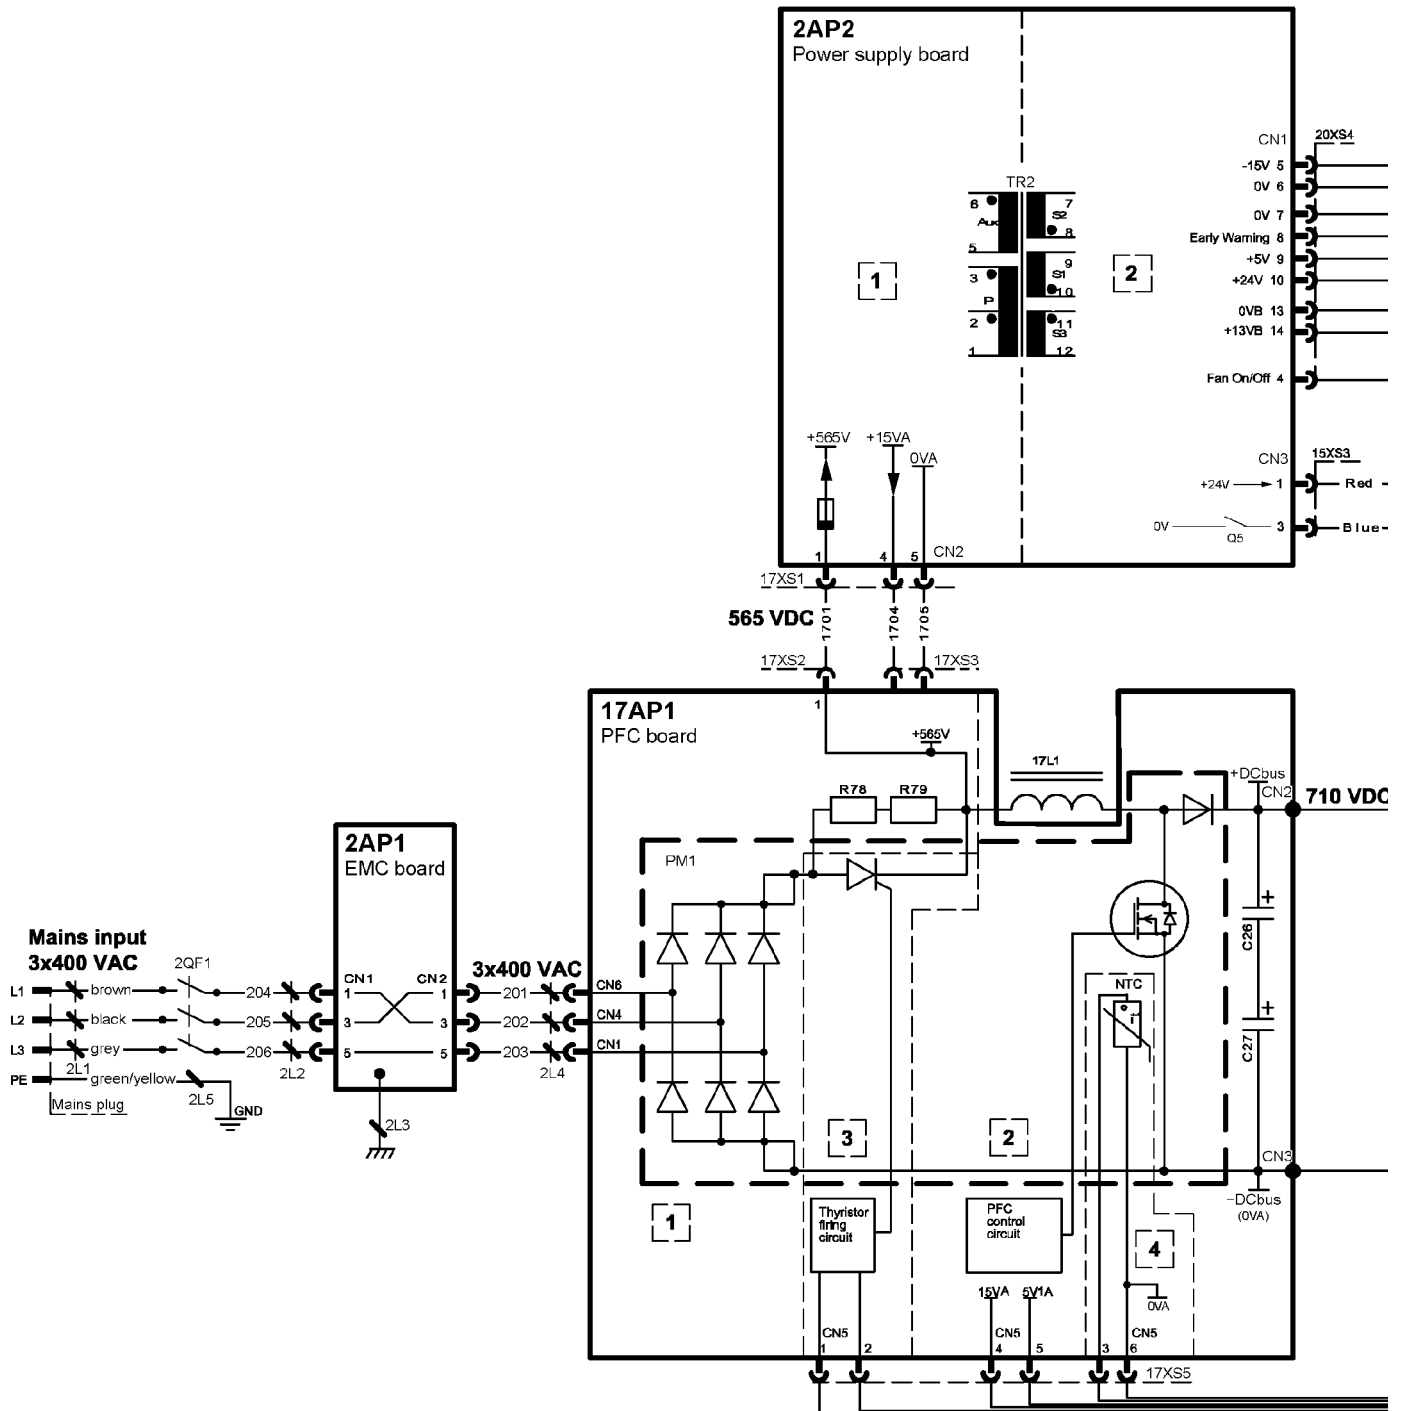 2AP2
Power supply board
CN1
20XS4
-15V 5
0V 6
0V 7
Early Warning 8
+5V 9
+24V 10
0VB 13
+13VB 14
Fan On/Off 4
TR2
6
Aux
5
3
P
2
1
7
S2
8
9
S1
10
11
S3
12
1
2
+565V
+15VA
0VA
CN3
15XS3
+24V
1
Red
0V
Q5
3
Blue
1
4
5
CN2
17XS1
565 VDC
1701
1704
1705
17XS2
17XS3
17AP1
PFC board
1
+565V
17L1
R78
R79
+DCbus
CN2
710 VDC
PM1
2AP1
EMC board
Mains input
3x400 VAC
2QF1
CN1
CN2
3x400 VAC
L1
brown
204
1
1
201
CN6
L2
black
205
3
3
202
CN4
L3
grey
206
5
5
203
CN1
2L1
2L2
2L4
PE
green/yellow
2L5
Mains plug
GND
2L3
NTC
-t
C26
+
C27
+
3
2
1
4
Thyristor
firing
circuit
PFC
control
circuit
CN3
−DCbus
(0VA)
15VA
5V1A
0VA
CN5
1
2
CN5
4
5
CN5
3
6
17XS5